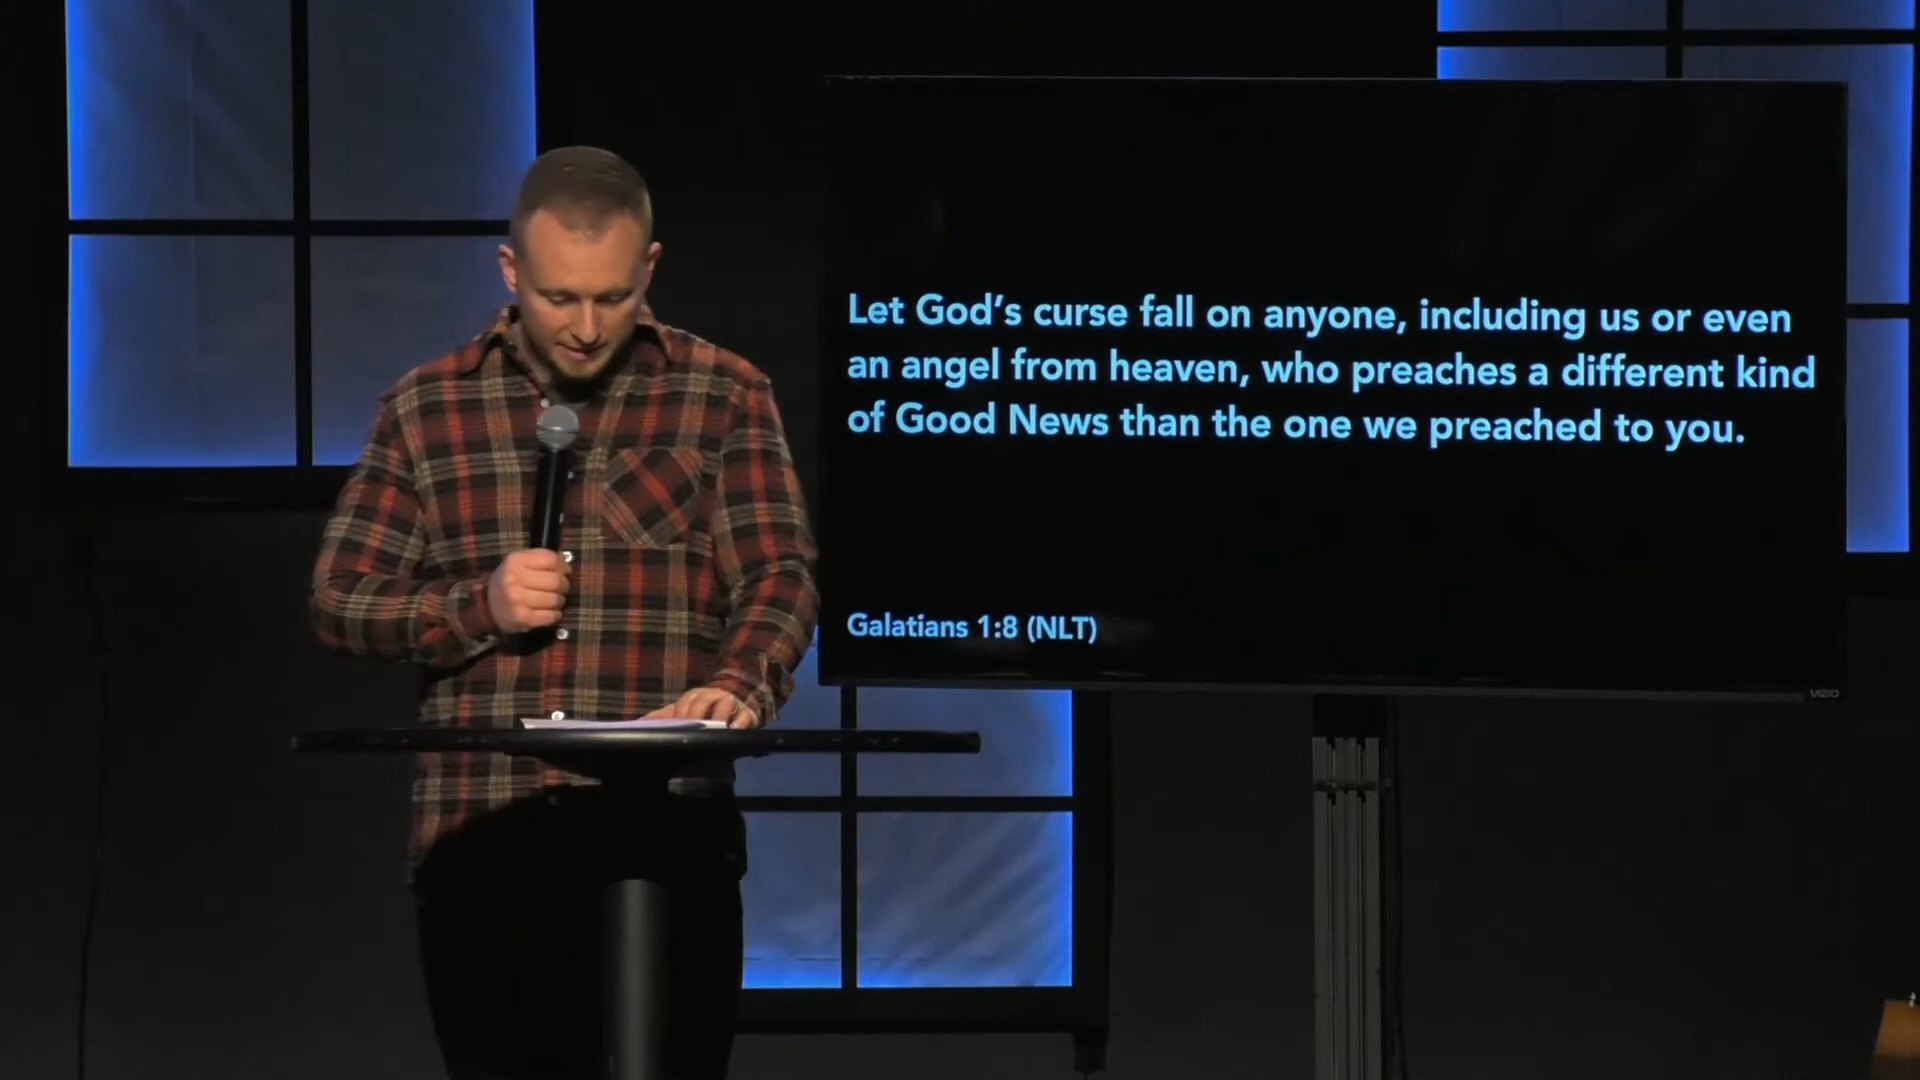 Let God's curse fall on anyone, including us or even
an angel from heaven, who preaches a different kind
of Good News than the one we preached to you.
Galatians 1:8 (NLT)
VIZIO